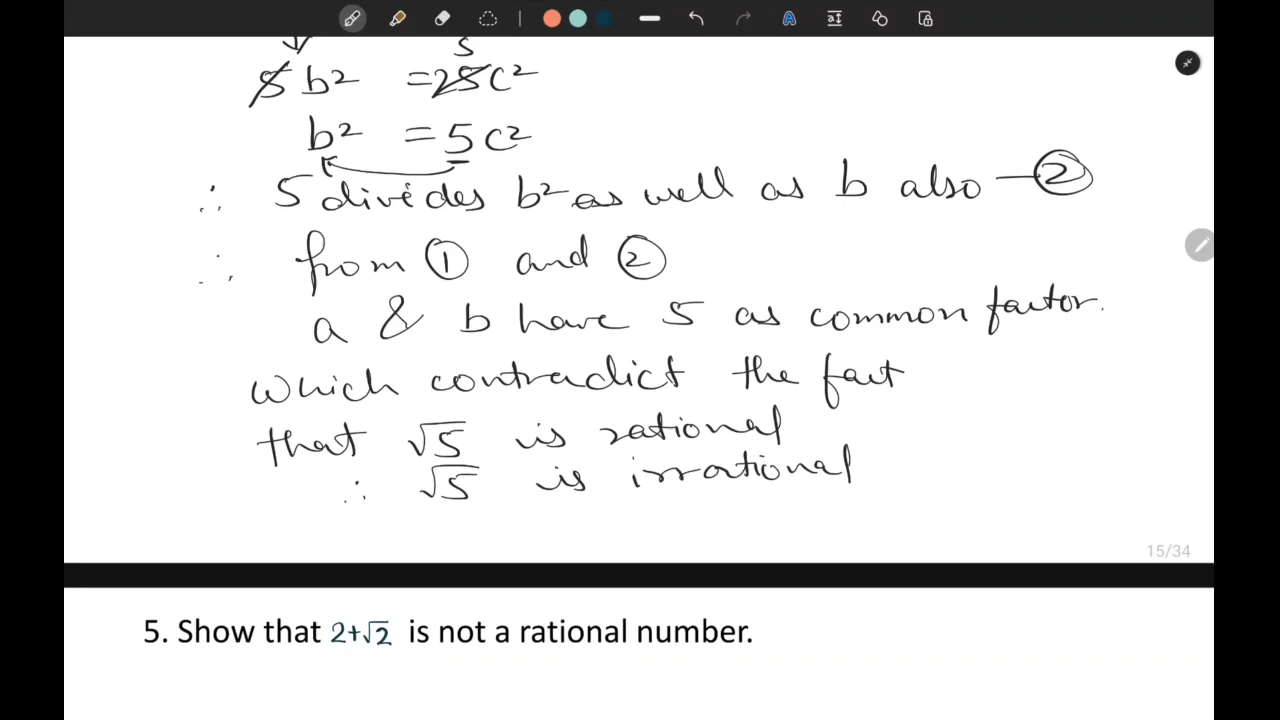 5
5b² = 25c²
b² = 5c²
∴ 5 divides b² as well as b also — ②
∴ from ① and ②
a & b have 5 as common factor.
which contradict the fact
that √5 is rational
∴ √5 is irrational
15/34
5. Show that 2+√2 is not a rational number.